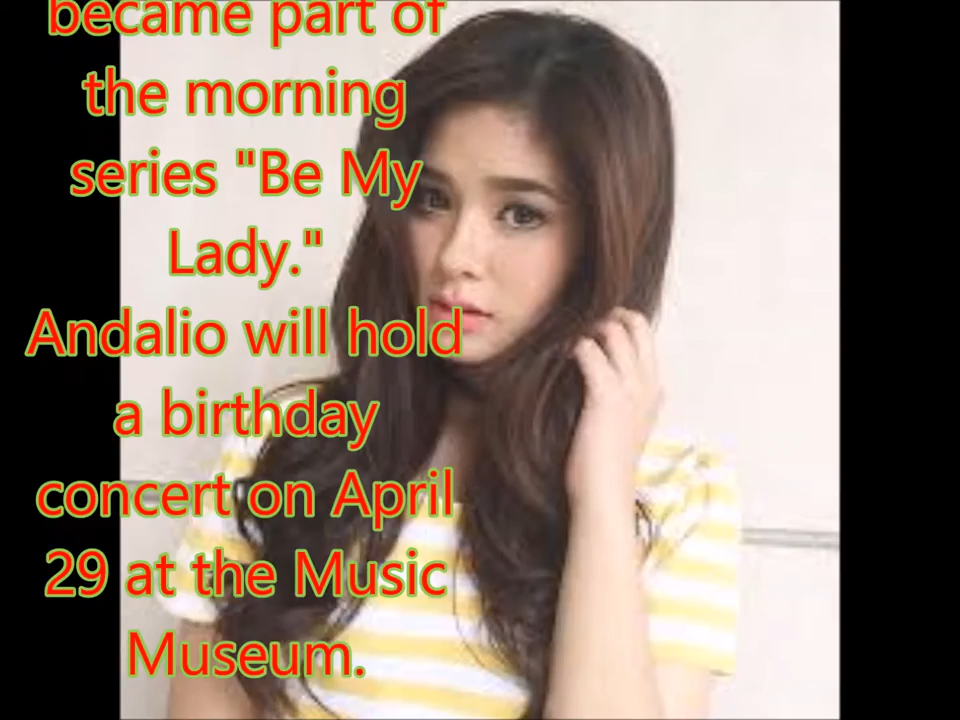 became part of
the morning
series "Be My
Lady."
Andalio will hold
a birthday
concert on April
29 at the Music
Museum.